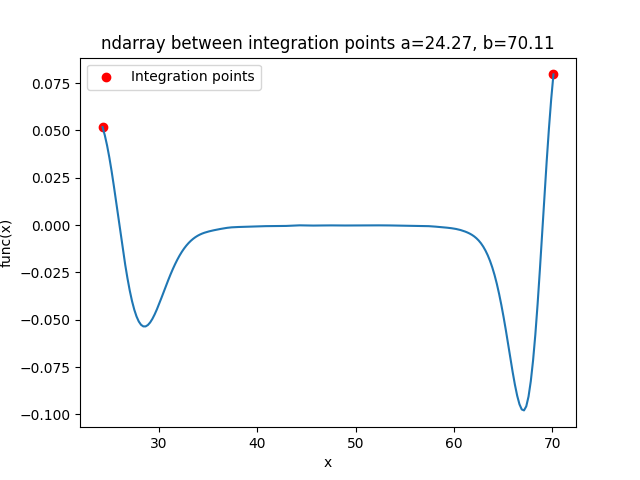 ndarray between integration points a=24.27, b=70.11
Integration points
0.075
0.050
0.025
0.000
−0.025
−0.050
−0.075
−0.100
func(x)
30 40 50 60 70
x